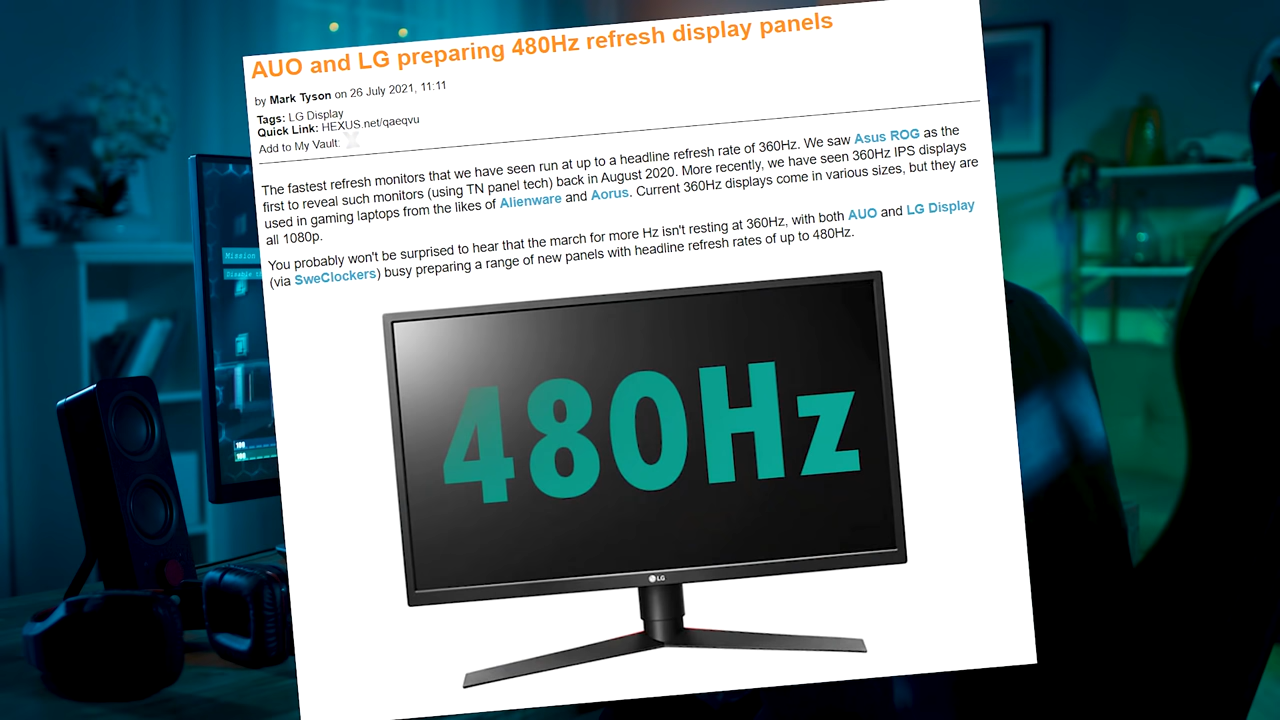 AUO and LG preparing 480Hz refresh display panels
by Mark Tyson on 26 July 2021, 11:11
Tags: LG Display
Quick Link: HEXUS.net/qaeqvu
Add to My Vault:
The fastest refresh monitors that we have seen run at up to a headline refresh rate of 360Hz. We saw Asus ROG as the
first to reveal such monitors (using TN panel tech) back in August 2020. More recently, we have seen 360Hz IPS displays
used in gaming laptops from the likes of Alienware and Aorus. Current 360Hz displays come in various sizes, but they are
all 1080p.
You probably won't be surprised to hear that the march for more Hz isn't resting at 360Hz, with both AUO and LG Display
(via SweClockers) busy preparing a range of new panels with headline refresh rates of up to 480Hz.
480Hz
LG
Mission
100
100